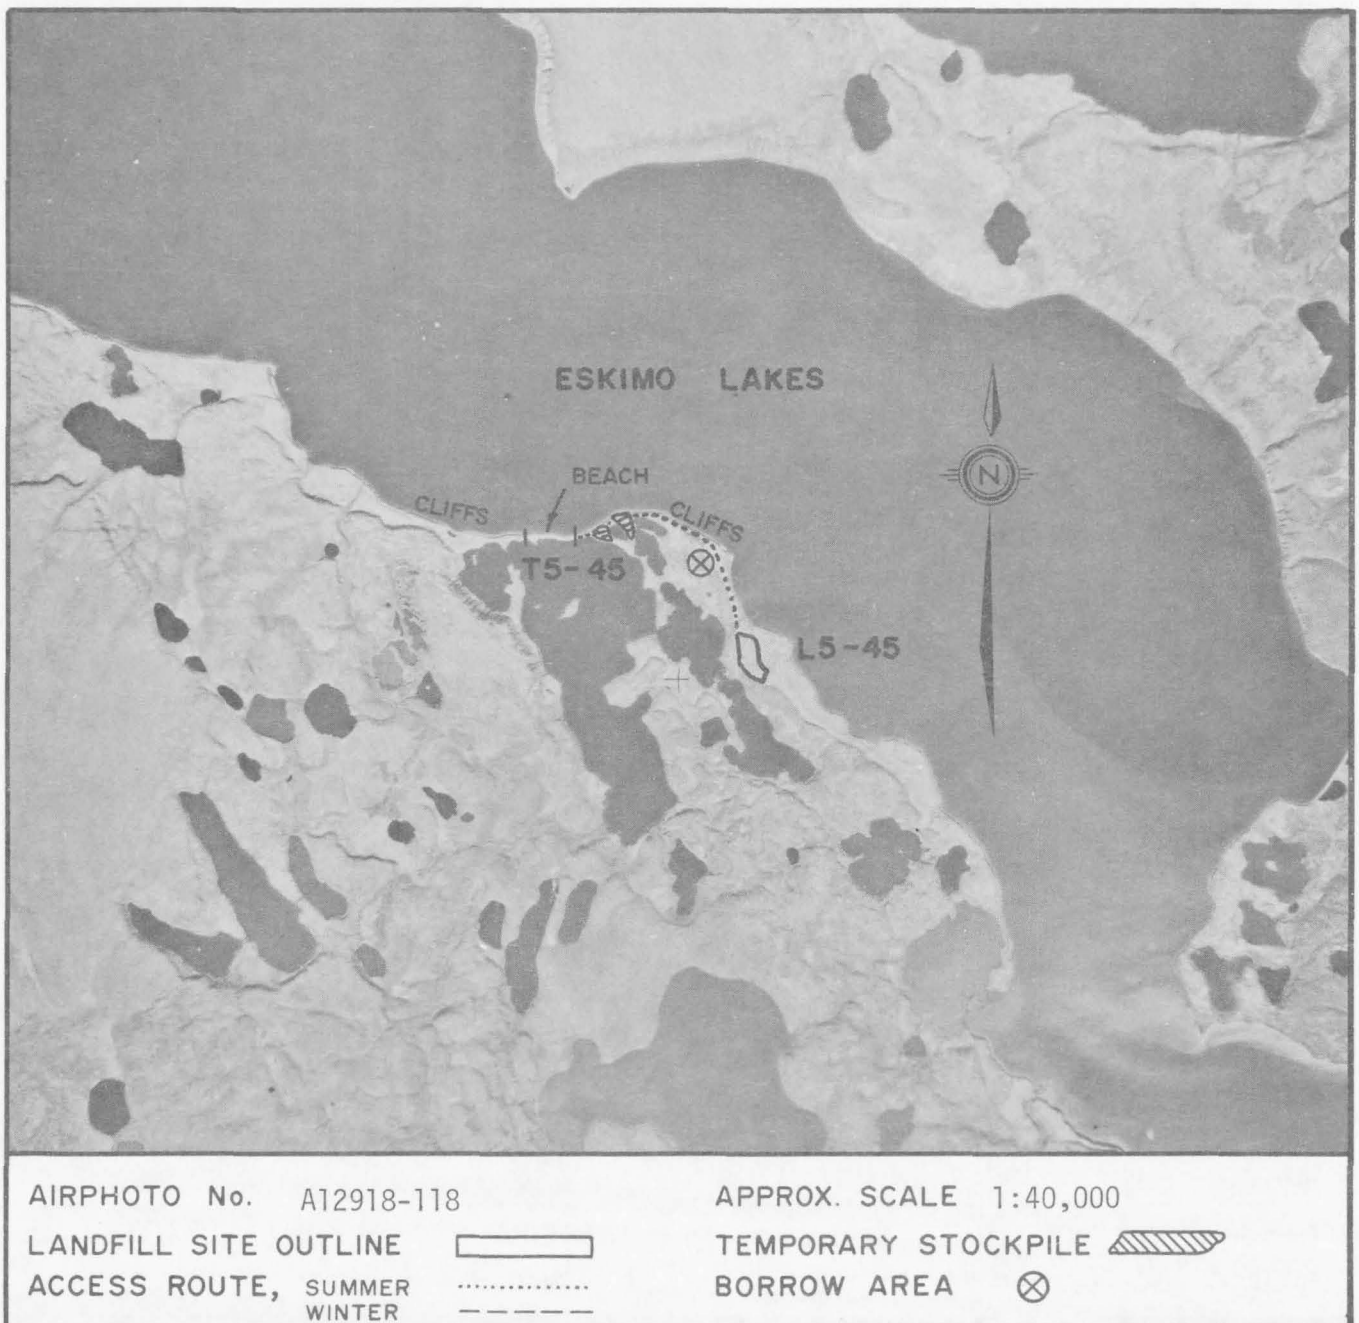 ESKIMO LAKES
N
BEACH
CLIFFS
CLIFFS
T5-45
L5-45
AIRPHOTO No. A12918-118
APPROX. SCALE 1:40,000
LANDFILL SITE OUTLINE
TEMPORARY STOCKPILE
ACCESS ROUTE, SUMMER
BORROW AREA
WINTER